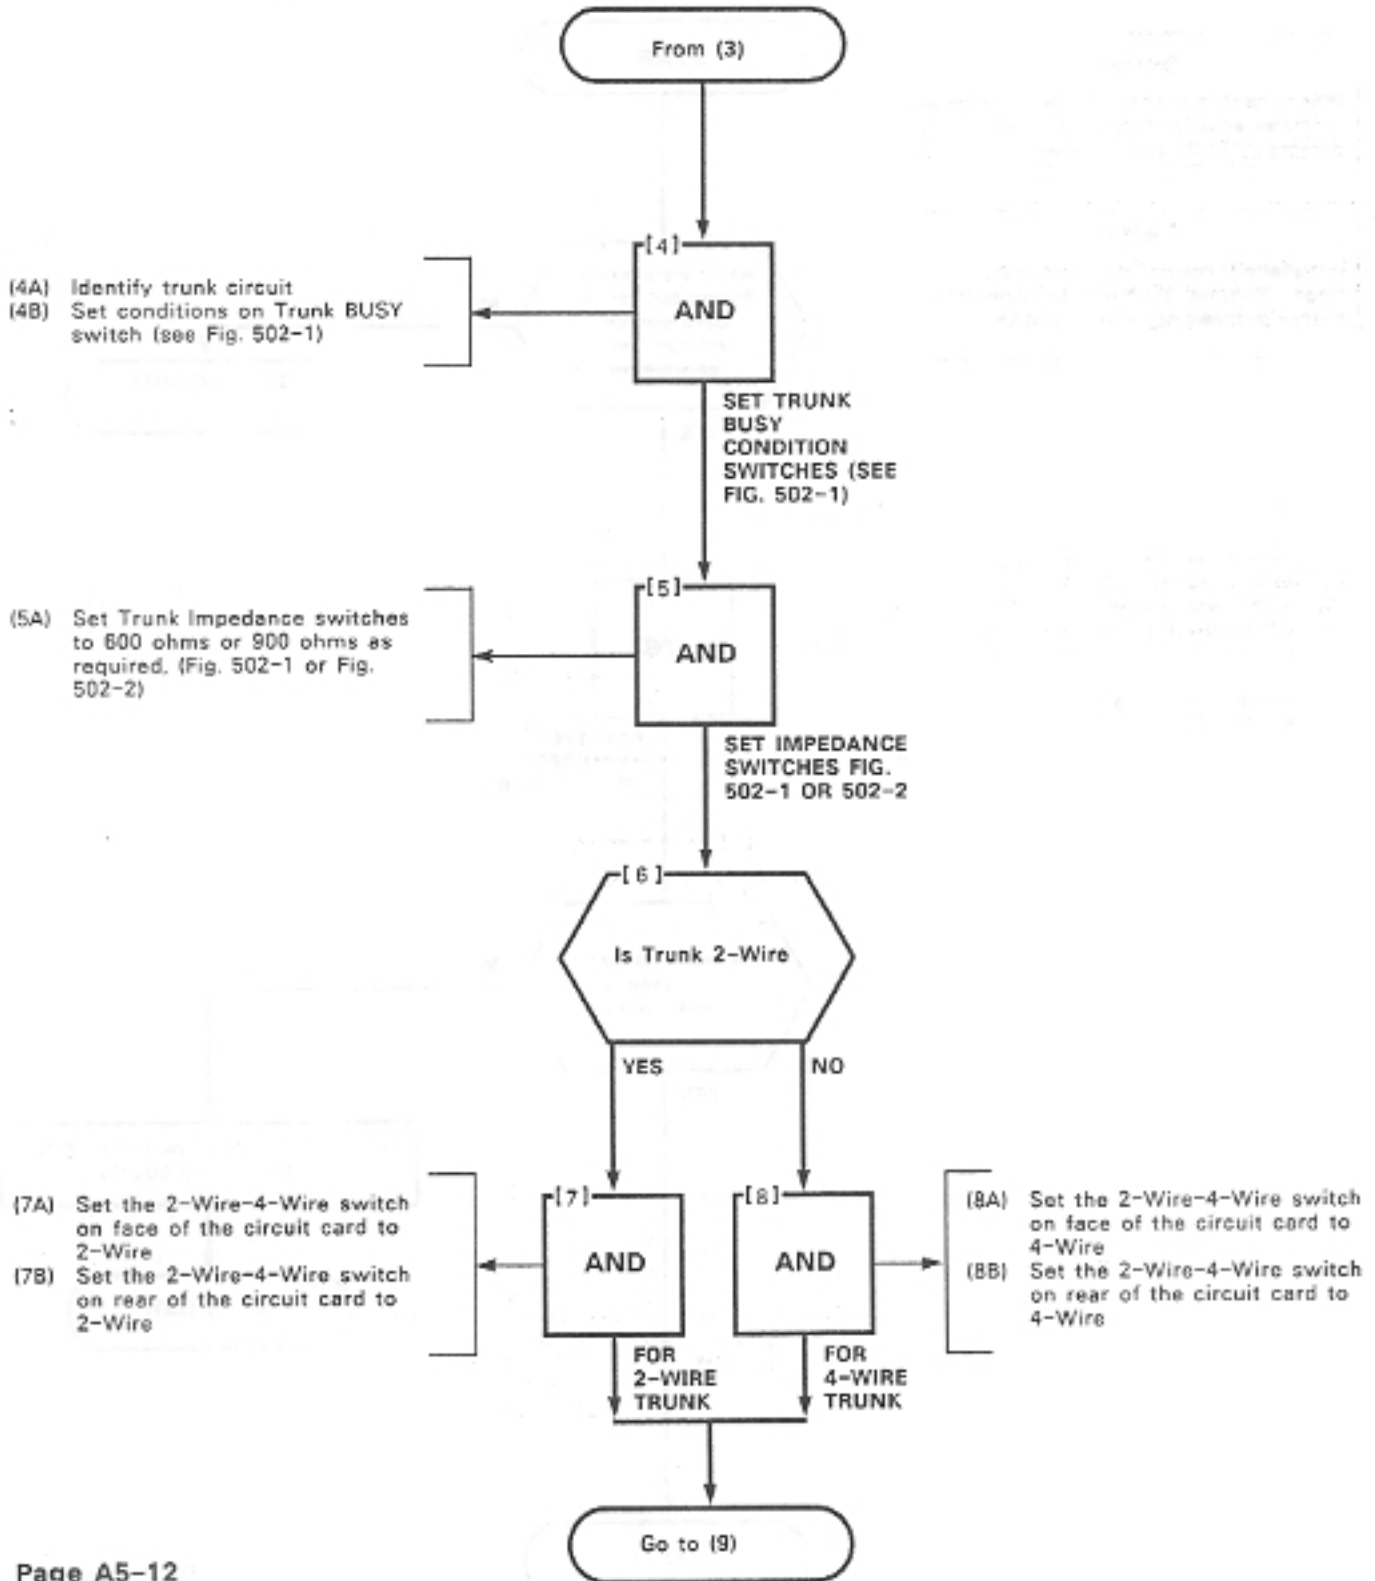 From (3)
[4]
AND
(4A) Identify trunk circuit
(4B) Set conditions on Trunk BUSY
switch (see Fig. 502-1)
SET TRUNK
BUSY
CONDITION
SWITCHES (SEE
FIG. 502-1)
[5]
AND
(5A) Set Trunk Impedance switches
to 600 ohms or 900 ohms as
required. (Fig. 502-1 or Fig.
502-2)
SET IMPEDANCE
SWITCHES FIG.
502-1 OR 502-2
[6]
Is Trunk 2-Wire
YES
NO
[7]
AND
(7A) Set the 2-Wire-4-Wire switch
on face of the circuit card to
2-Wire
(7B) Set the 2-Wire-4-Wire switch
on rear of the circuit card to
2-Wire
FOR
2-WIRE
TRUNK
[8]
AND
(8A) Set the 2-Wire-4-Wire switch
on face of the circuit card to
4-Wire
(8B) Set the 2-Wire-4-Wire switch
on rear of the circuit card to
4-Wire
FOR
4-WIRE
TRUNK
Go to (9)
Page A5-12